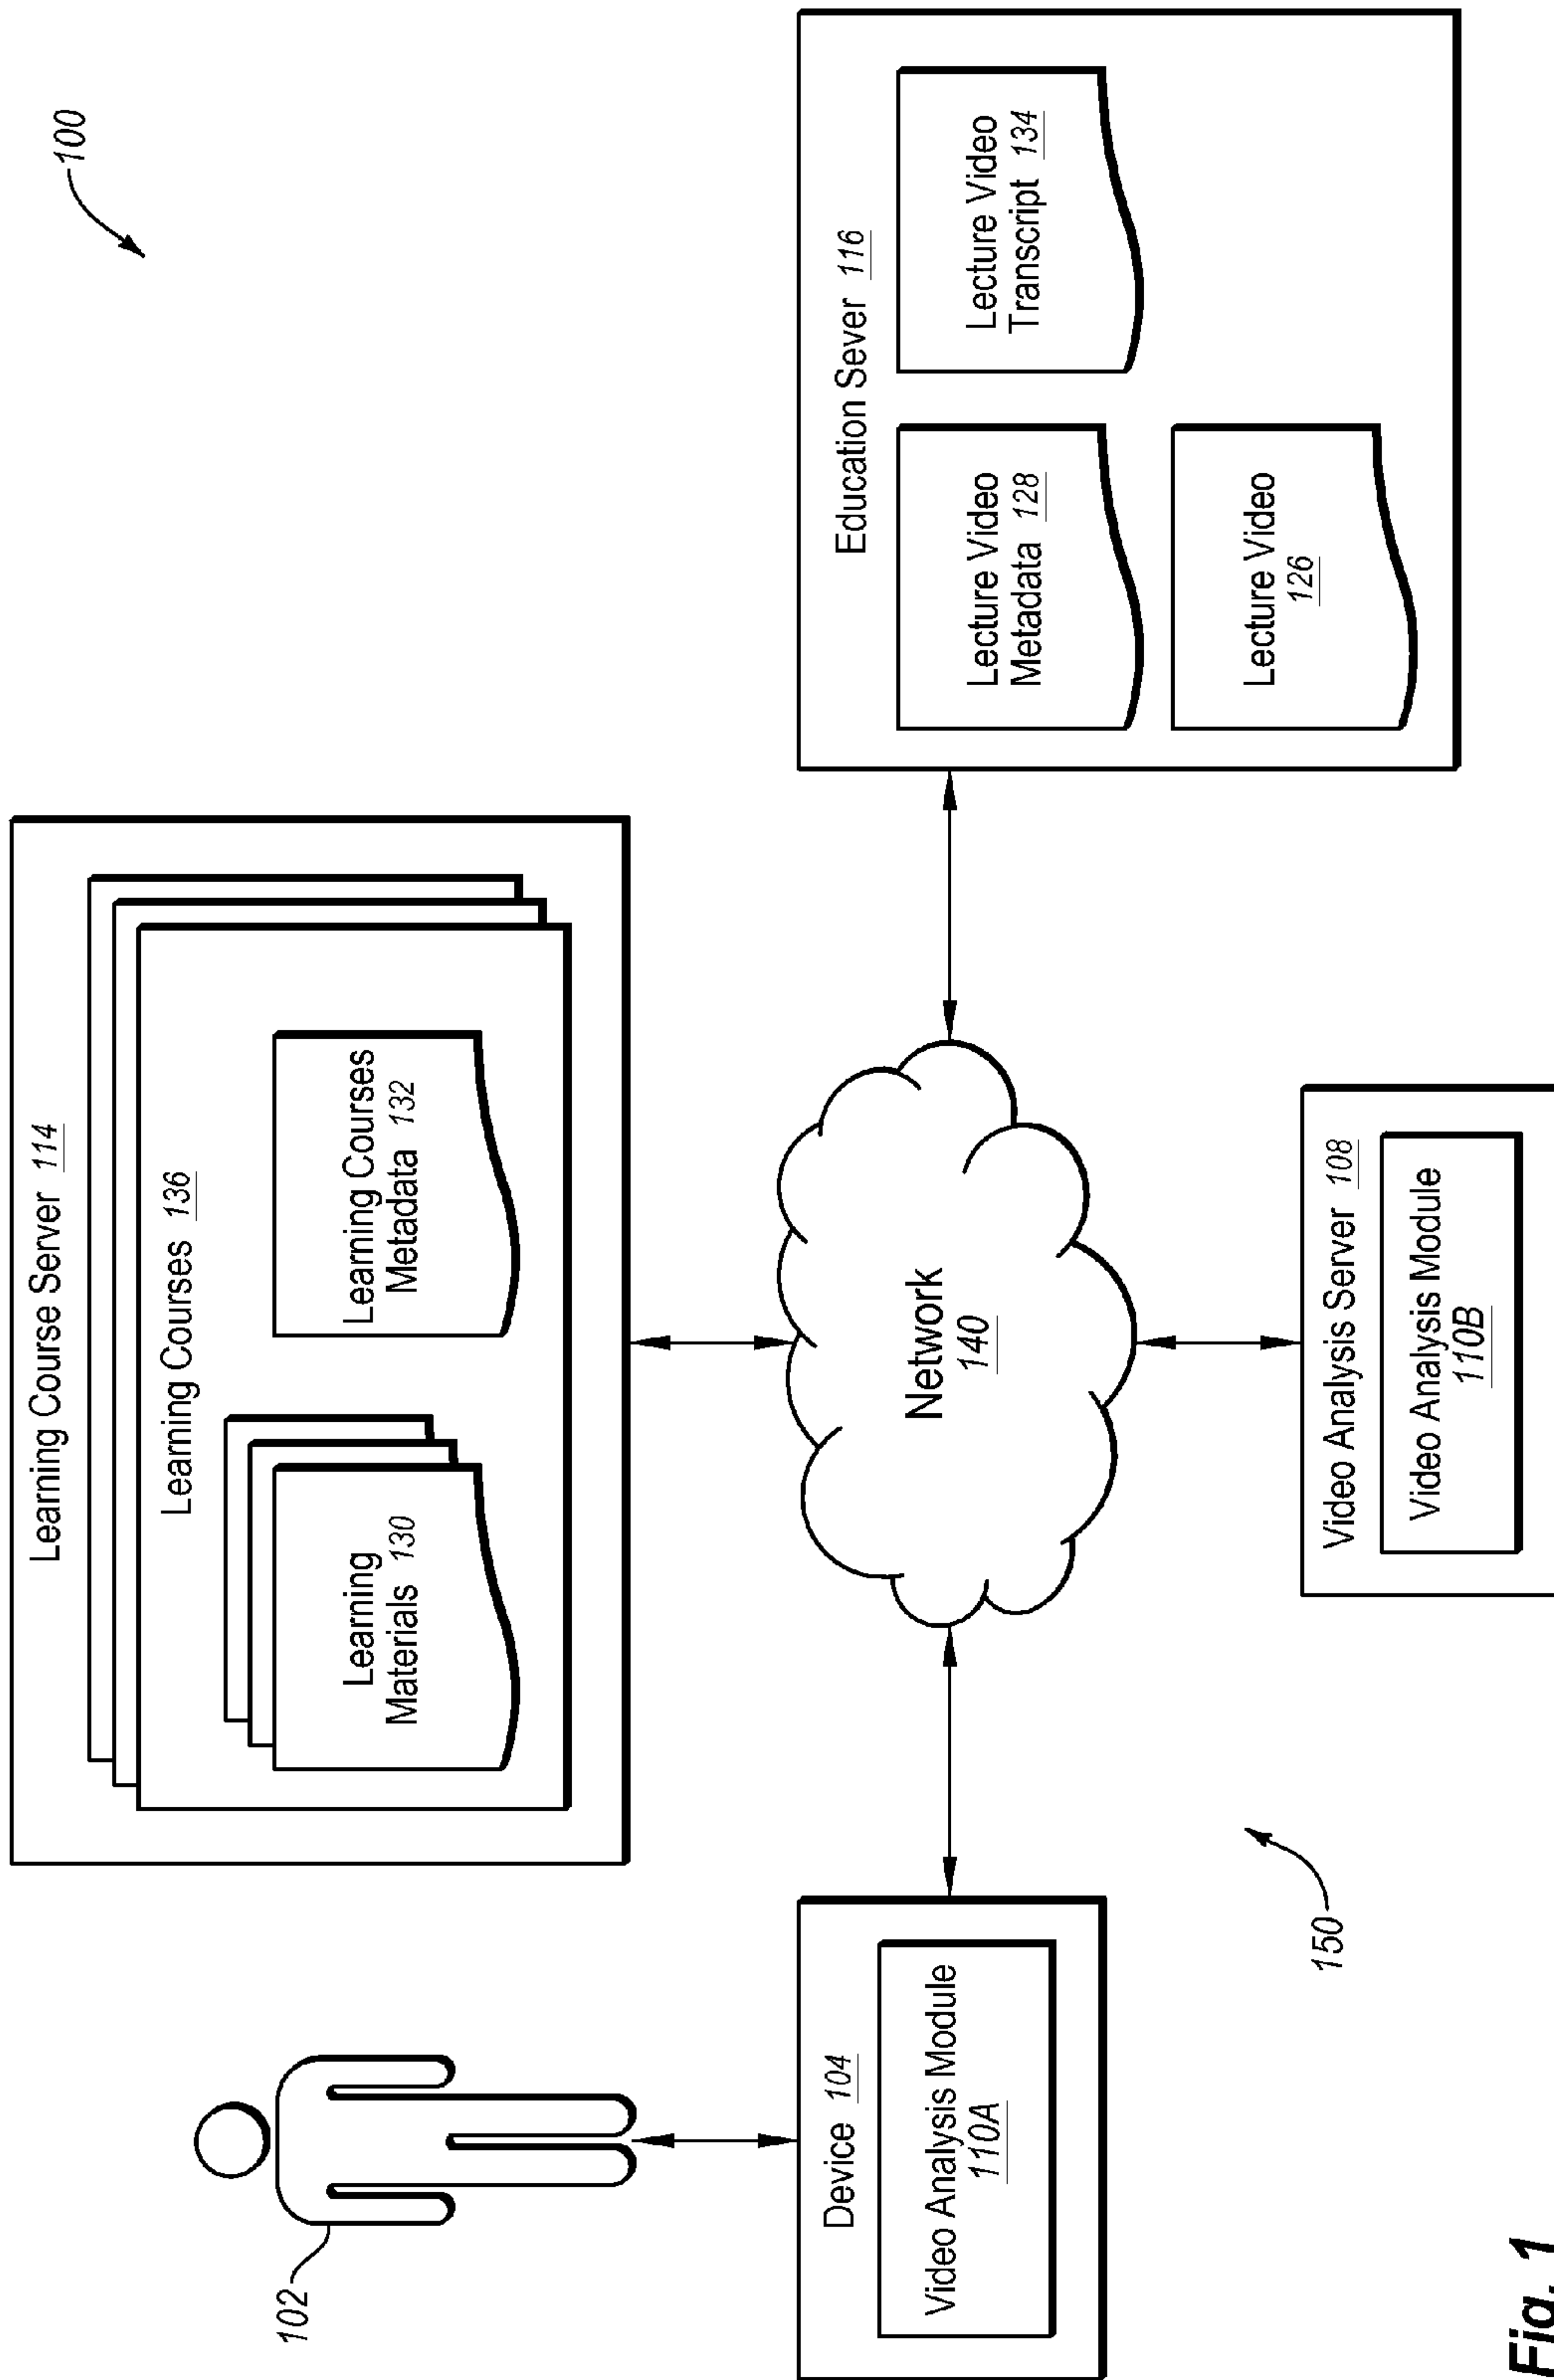 100
Learning Course Server 114
Learning Courses 136
Learning
Materials 130
Learning Courses
Metadata 132
102
Device 104
Video Analysis Module
110A
Network
140
Education Sever 116
Lecture Video
Metadata 128
Lecture Video
Transcript 134
Lecture Video
126
150
Video Analysis Server 108
Video Analysis Module
110B
Fig. 1